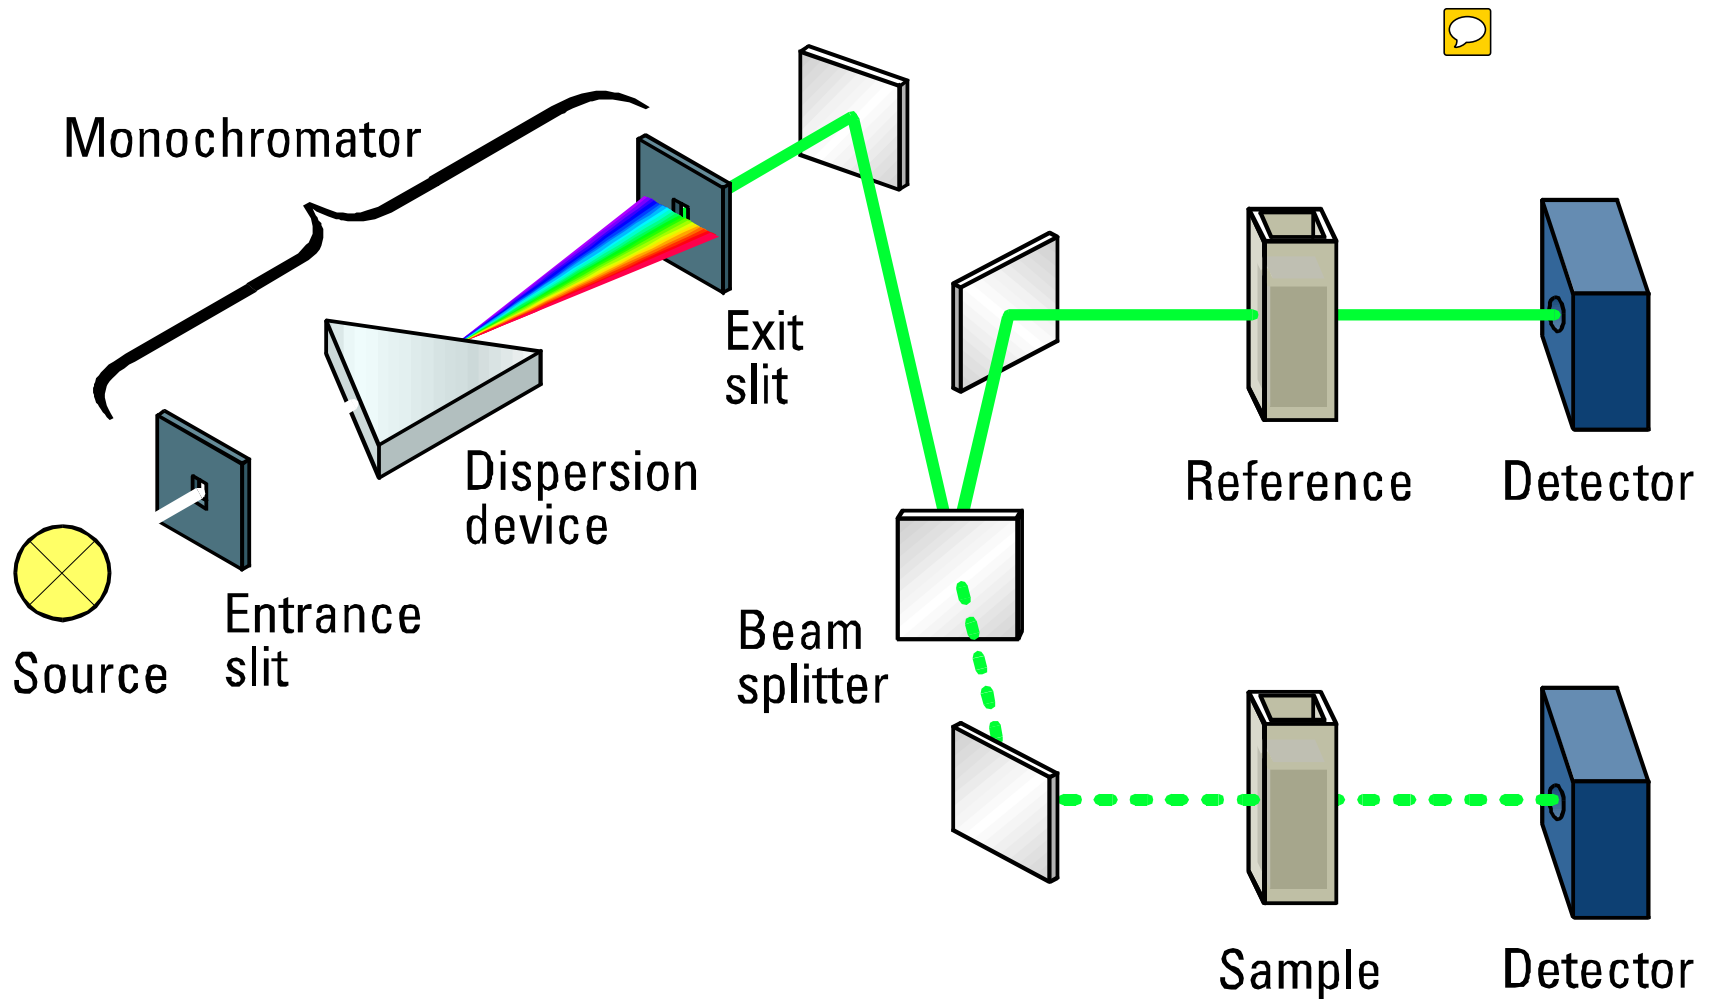 Monochromator
Exit
slit
Dispersion
device
Entrance
slit
Source
Beam
splitter
Reference
Detector
Sample
Detector